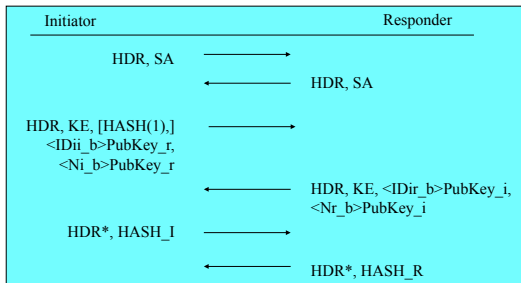 Initiator Responder
HDR, SA
HDR, SA
HDR, KE, [HASH(1),]
<IDii_b>PubKey_r,
<Ni_b>PubKey_r
HDR, KE, <IDir_b>PubKey_i,
<Nr_b>PubKey_i
HDR*, HASH_I
HDR*, HASH_R